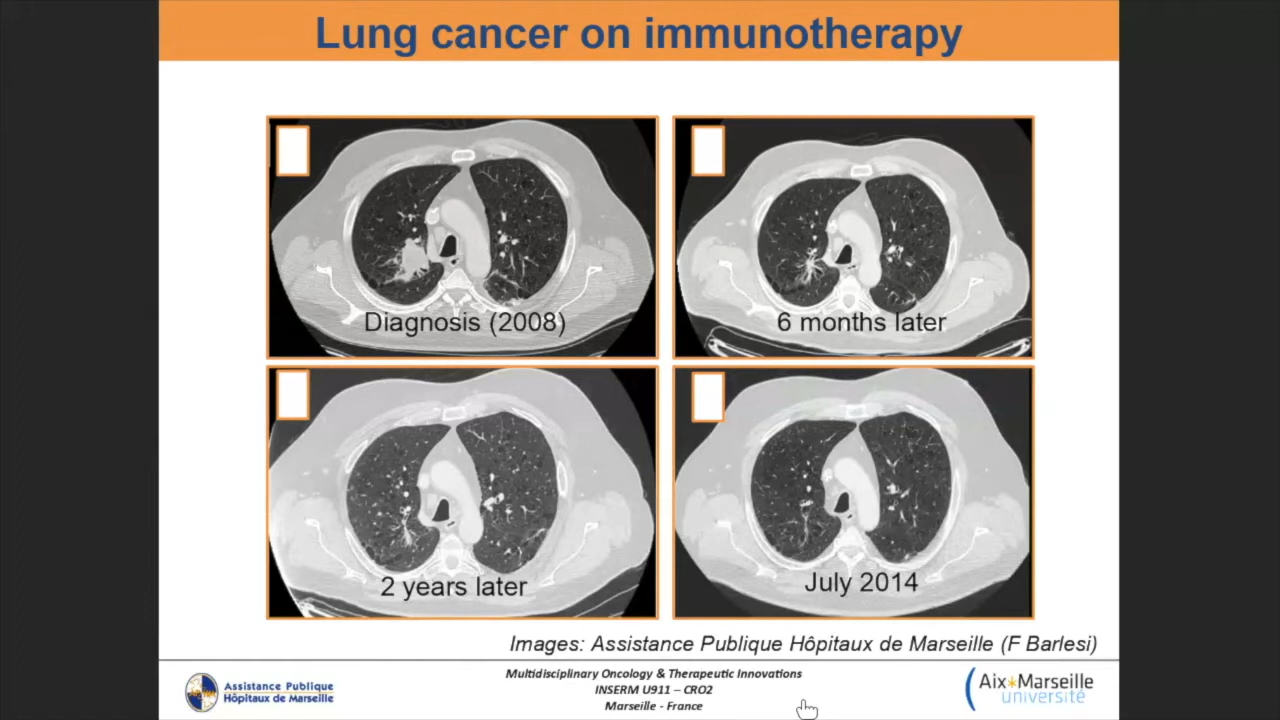 Lung cancer on immunotherapy
Diagnosis (2008)
6 months later
2 years later
July 2014
Images: Assistance Publique Hôpitaux de Marseille (F Barlesi)
Assistance Publique
Hôpitaux de Marseille
Multidisciplinary Oncology & Therapeutic Innovations
INSERM U911 – CRO2
Marseille - France
Aix*Marseille
université